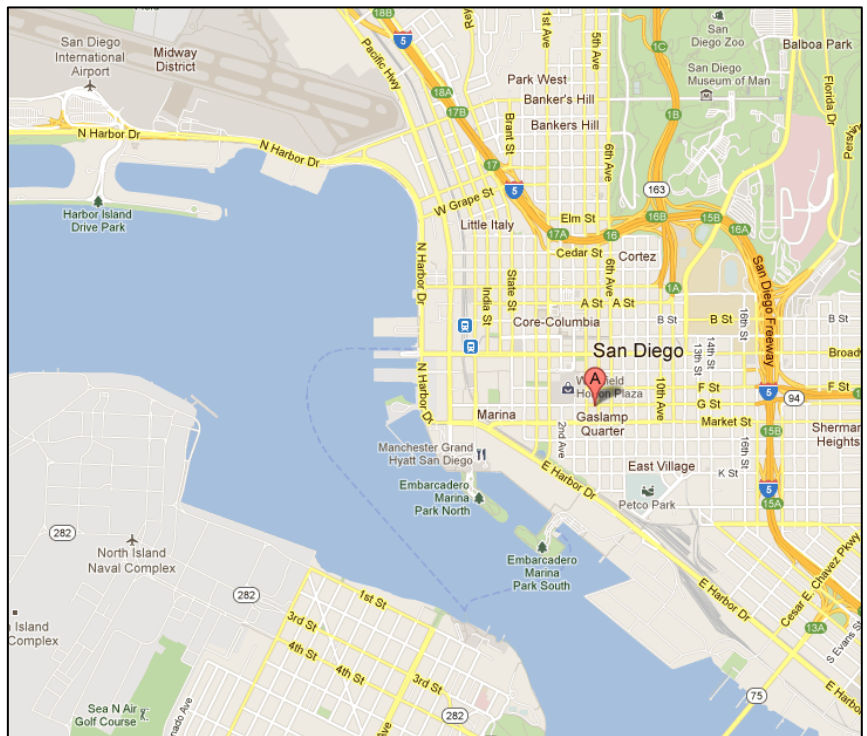 18B
5
Pacific Hwy
1st Ave
5th Ave
1C
San
Diego Zoo
Balboa Park
San Diego
International
Airport
Midway
District
Park West
San Diego
Museum of Man
Florida Dr
18A
17B
Banker's Hill
Bankers Hill
1B
N Harbor Dr
N Harbor Dr
Brant St
6th Ave
17
5
163
Harbor Island
Drive Park
W Grape St
Little Italy
Elm St
16B
15B
17A
16
16A
Cedar St
Cortez
N Harbor Dr
India St
State St
6th Ave
San Diego Freeway
1A
A St
A St
Core-Columbia
B St
B St
16th St
B St
San Diego
13th St
14th St
N Harbor Dr
A
Plaza
10th Ave
F St
5
F St
94
G St
Marina
Gaslamp
Quarter
Market St
15B
Sherman
Heights
Manchester Grand
Hyatt San Diego
2nd Ave
E Harbor Dr
East Village
16th St
K St
Embarcadero
Marina
Park North
Petco Park
5
15A
282
North Island
Naval Complex
Embarcadero
Marina
Park South
282
1st St
E Harbor Dr
Cesar E. Chavez Pkwy
3rd St
4th St
13A
S Evans St
Island
Complex
4th St
3rd St
E Harbor Dr
75
Sea N Air
Golf Course
282